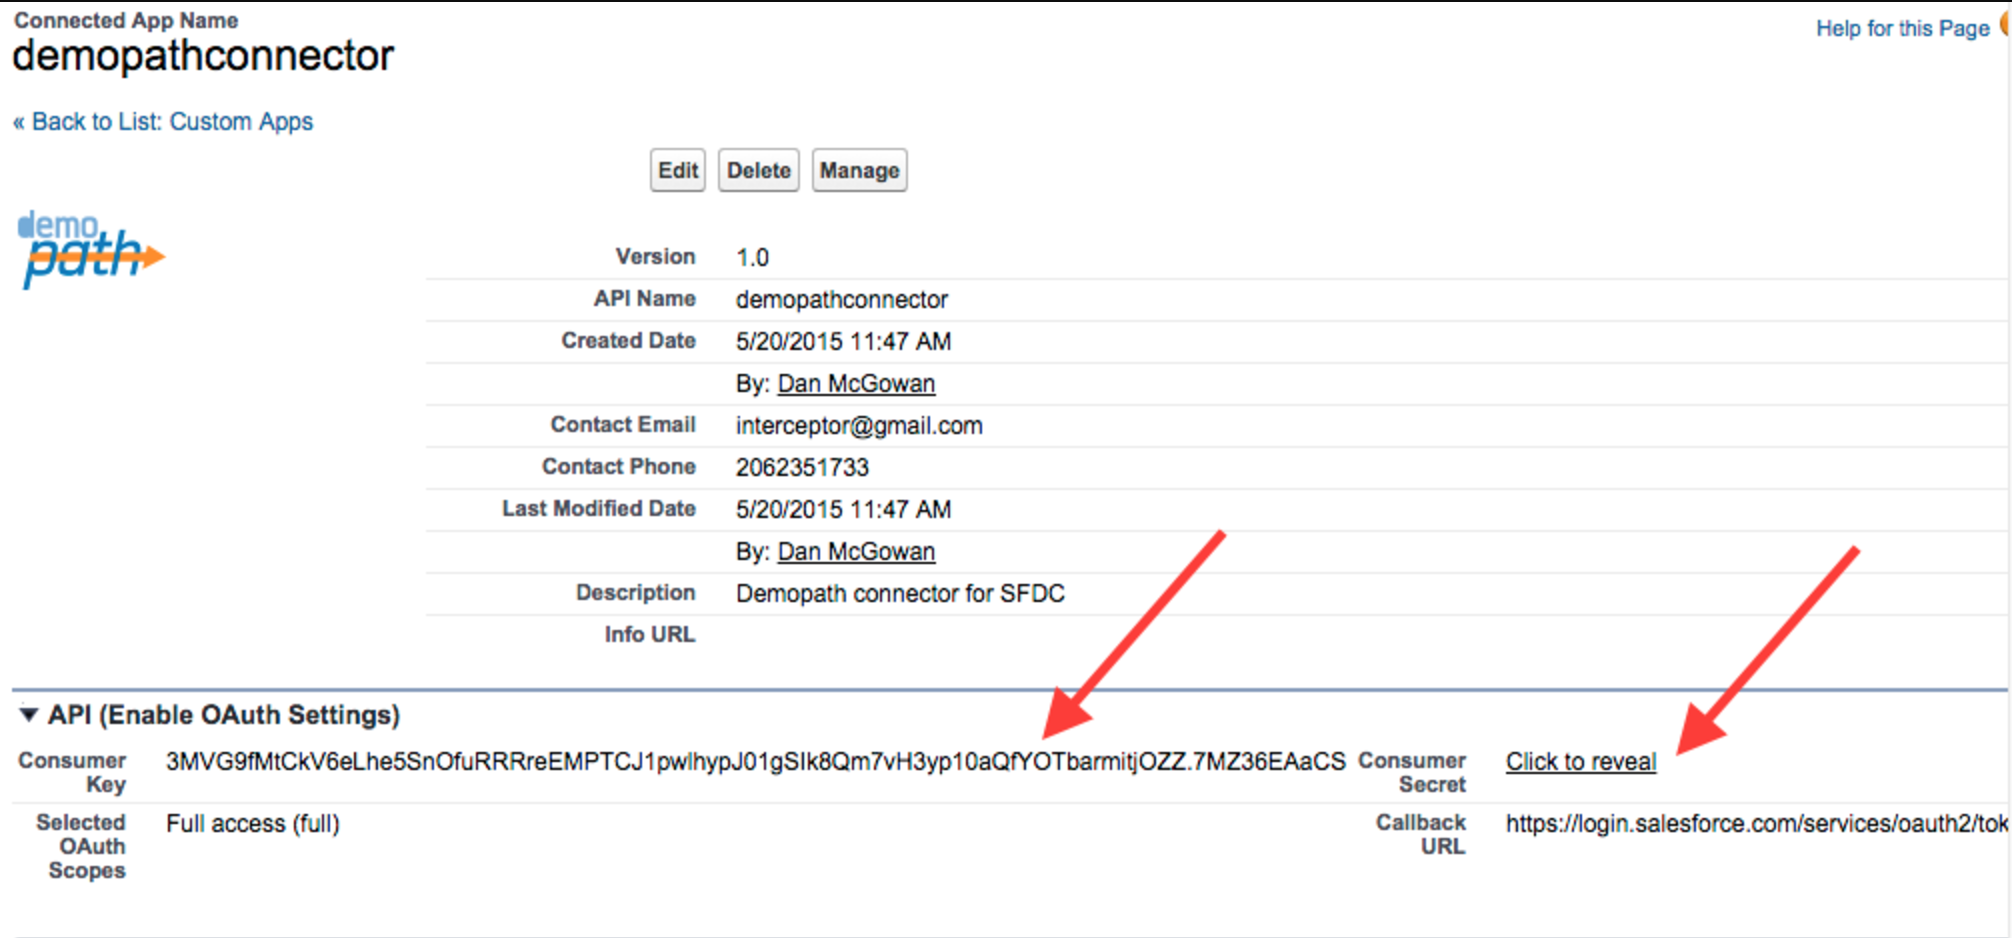 Connected App Name
demopathconnector
Help for this Page
« Back to List: Custom Apps
Edit Delete Manage
demo
path
Version 1.0
API Name demopathconnector
Created Date 5/20/2015 11:47 AM
By: Dan McGowan
Contact Email interceptor@gmail.com
Contact Phone 2062351733
Last Modified Date 5/20/2015 11:47 AM
By: Dan McGowan
Description Demopath connector for SFDC
Info URL
API (Enable OAuth Settings)
Consumer Key 3MVG9fMtCkV6eLhe5SnOfuRRRreEMPTCJ1pwlhypJ01gSIk8Qm7vH3yp10aQfYOTbarmitjOZZ.7MZ36EAaCS Consumer Secret Click to reveal
Selected OAuth Scopes Full access (full) Callback URL https://login.salesforce.com/services/oauth2/tok